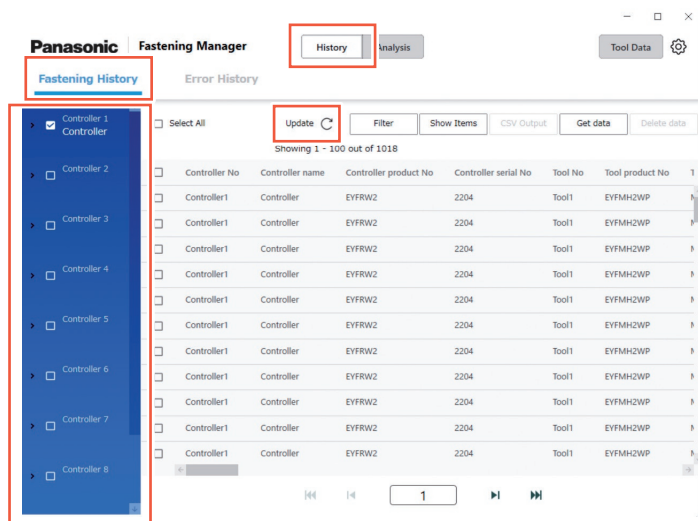 Panasonic Fastening Manager History Analysis Tool Data
Fastening History Error History
Controller 1
Controller
Controller 2
Controller 3
Controller 4
Controller 5
Controller 6
Controller 7
Controller 8
Select All Update Filter Show Items CSV Output Get data Delete data
Showing 1 - 100 out of 1018
Controller No Controller name Controller product No Controller serial No Tool No Tool product No
Controller1 Controller EYFRW2 2204 Tool1 EYFMH2WP
Controller1 Controller EYFRW2 2204 Tool1 EYFMH2WP
Controller1 Controller EYFRW2 2204 Tool1 EYFMH2WP
Controller1 Controller EYFRW2 2204 Tool1 EYFMH2WP
Controller1 Controller EYFRW2 2204 Tool1 EYFMH2WP
Controller1 Controller EYFRW2 2204 Tool1 EYFMH2WP
Controller1 Controller EYFRW2 2204 Tool1 EYFMH2WP
Controller1 Controller EYFRW2 2204 Tool1 EYFMH2WP
Controller1 Controller EYFRW2 2204 Tool1 EYFMH2WP
Controller1 Controller EYFRW2 2204 Tool1 EYFMH2WP
Controller1 Controller EYFRW2 2204 Tool1 EYFMH2WP
1